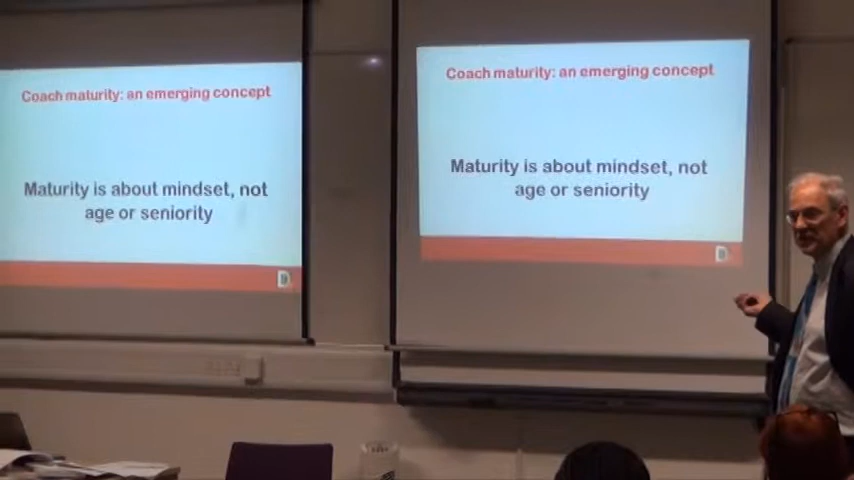 Coach maturity: an emerging concept
Maturity is about mindset, not
age or seniority
Coach maturity: an emerging concept
Maturity is about mindset, not
age or seniority